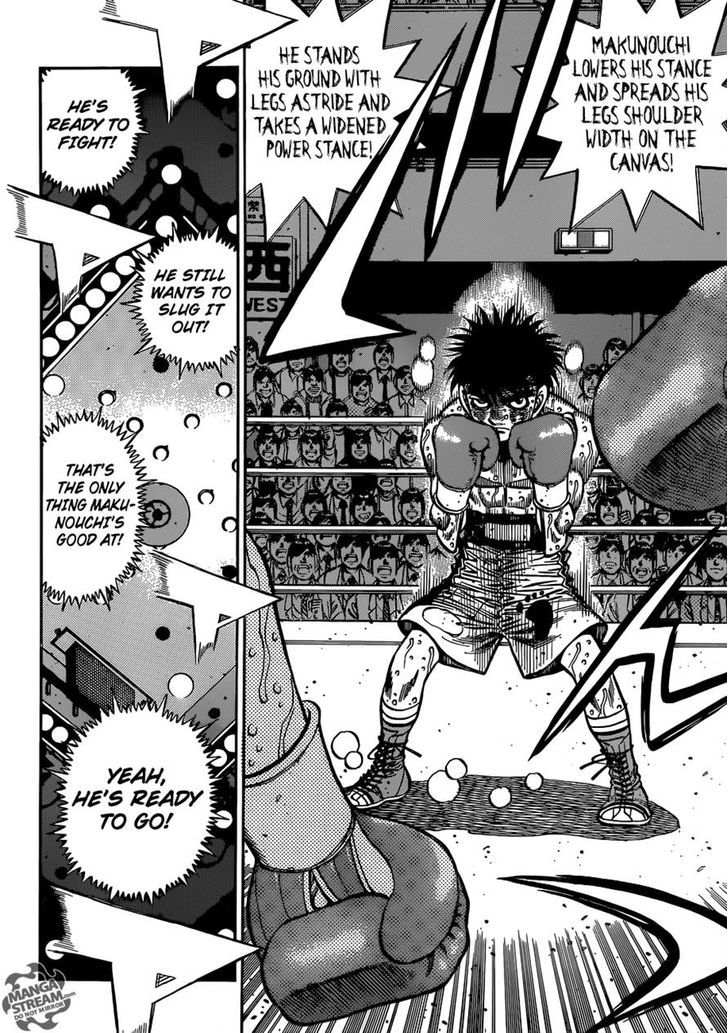 MAKUNOUCHI
LOWERS HIS STANCE
AND SPREADS HIS
LEGS SHOULDER
WIDTH ON THE
CANVAS!
HE STANDS
HIS GROUND WITH
LEGS ASTRIDE AND
TAKES A WIDENED
POWER STANCE!
西
WEST
HE'S
READY TO
FIGHT!
HE STILL
WANTS TO
SLUG IT
OUT!
THAT'S
THE ONLY
THING MAKU-
NOUCHI'S
GOOD AT!
YEAH,
HE'S READY
TO GO!
MANGA
STREAM.com
DO NOT MIRROR